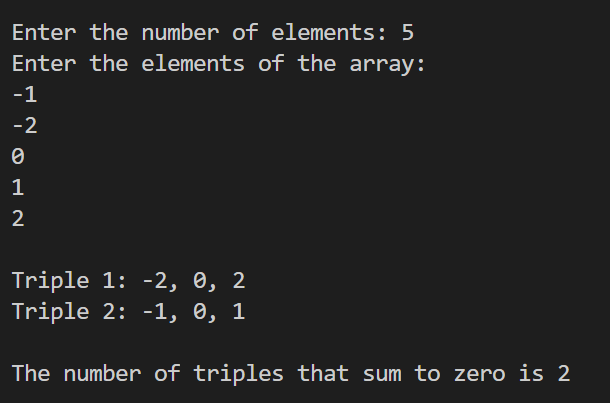 Enter the number of elements: 5
Enter the elements of the array:
-1
-2
0
1
2
Triple 1: -2, 0, 2
Triple 2: -1, 0, 1
The number of triples that sum to zero is 2